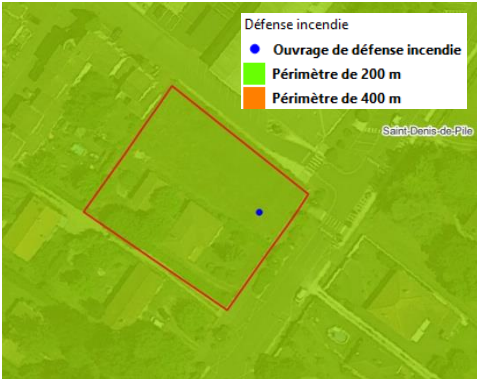 Défense incendie
Ouvrage de défense incendie
Périmètre de 200 m
Périmètre de 400 m
Saint-Denis-de-Pile